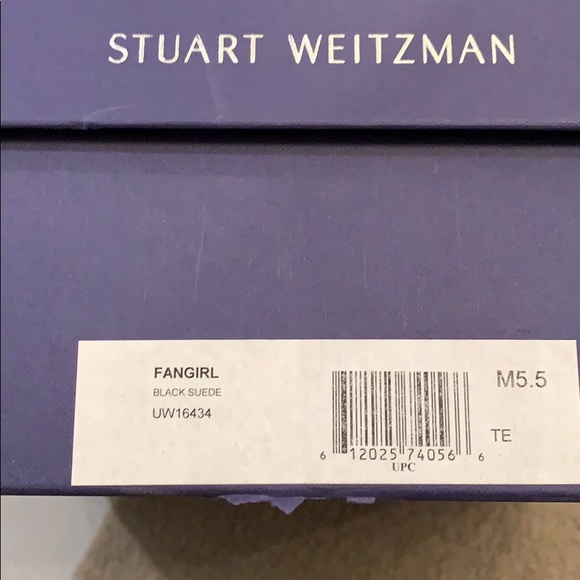 STUART WEITZMAN
FANGIRL
BLACK SUEDE
UW16434
M5.5
TE
6 12025 74056 6
UPC